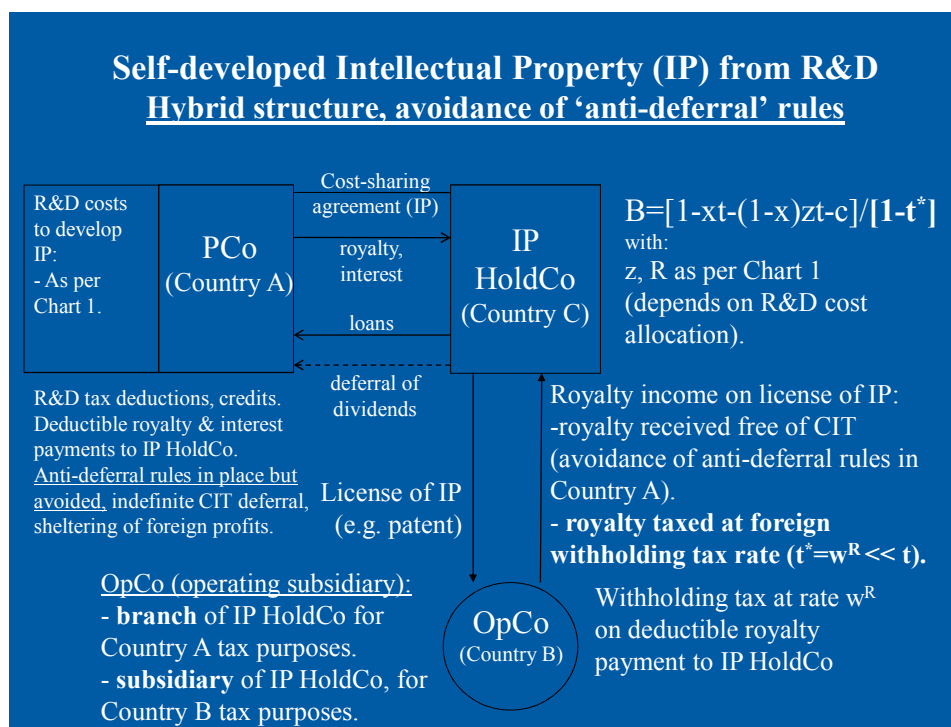 Self-developed Intellectual Property (IP) from R&D
Hybrid structure, avoidance of ‘anti-deferral’ rules
R&D costs
to develop
IP:
- As per
Chart 1.
PCo
(Country A)
Cost-sharing
agreement (IP)
royalty,
interest
loans
deferral of
dividends
IP
HoldCo
(Country C)
B=[1-xt-(1-x)zt-c]/[1-t*]
with:
z, R as per Chart 1
(depends on R&D cost
allocation).
R&D tax deductions, credits.
Deductible royalty & interest
payments to IP HoldCo.
Anti-deferral rules in place but
avoided, indefinite CIT deferral,
sheltering of foreign profits.
License of IP
(e.g. patent)
Royalty income on license of IP:
-royalty received free of CIT
(avoidance of anti-deferral rules in
Country A).
- royalty taxed at foreign
withholding tax rate (t*=wR << t).
OpCo (operating subsidiary):
- branch of IP HoldCo for
Country A tax purposes.
- subsidiary of IP HoldCo, for
Country B tax purposes.
OpCo
(Country B)
Withholding tax at rate wR
on deductible royalty
payment to IP HoldCo